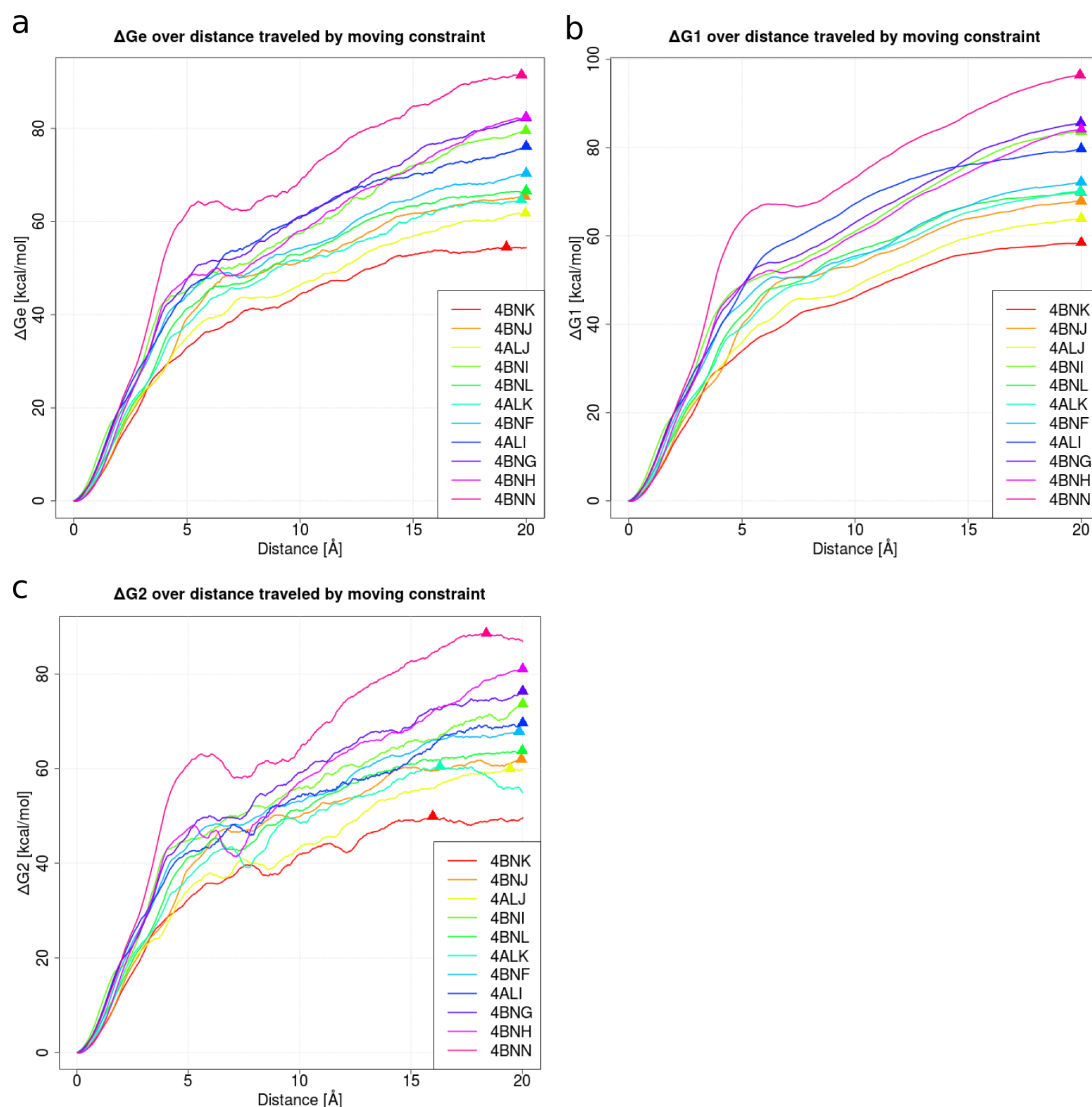 a
ΔGe over distance traveled by moving constraint
ΔGe [kcal/mol]
80
60
40
20
0
0 5 10 15 20
Distance [Å]
4BNK
4BNJ
4ALJ
4BNI
4BNL
4ALK
4BNF
4ALI
4BNG
4BNH
4BNN
b
ΔG1 over distance traveled by moving constraint
ΔG1 [kcal/mol]
100
80
60
40
20
0
0 5 10 15 20
Distance [Å]
4BNK
4BNJ
4ALJ
4BNI
4BNL
4ALK
4BNF
4ALI
4BNG
4BNH
4BNN
c
ΔG2 over distance traveled by moving constraint
ΔG2 [kcal/mol]
80
60
40
20
0
0 5 10 15 20
Distance [Å]
4BNK
4BNJ
4ALJ
4BNI
4BNL
4ALK
4BNF
4ALI
4BNG
4BNH
4BNN